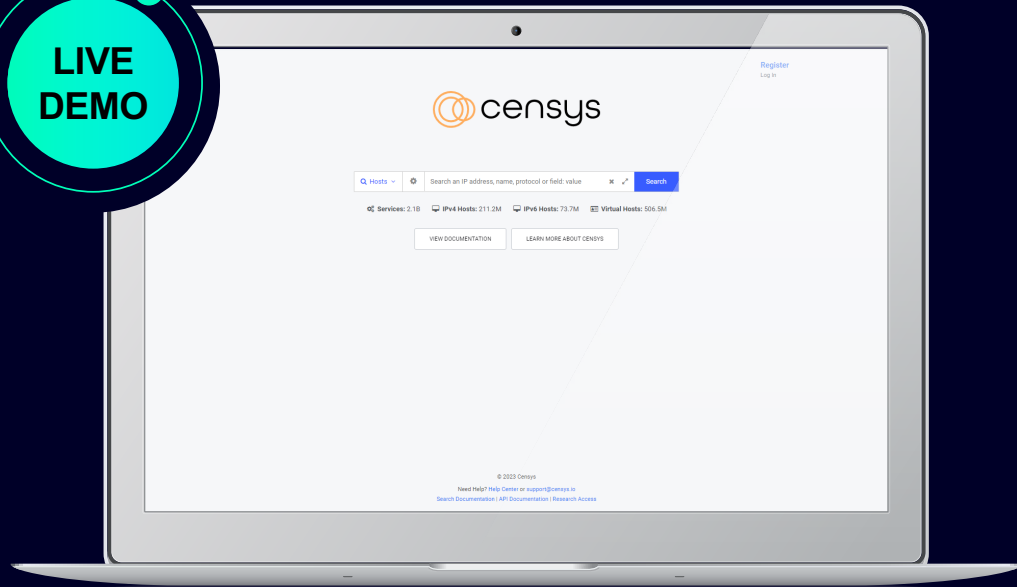 LIVE
DEMO
Register
Log In
censys
Hosts
Search an IP address, name, protocol or field: value
Search
Services: 2.1B IPv4 Hosts: 211.2M IPv6 Hosts: 73.7M Virtual Hosts: 506.5M
VIEW DOCUMENTATION LEARN MORE ABOUT CENSYS
© 2023 Censys
Need Help? Help Center or support@censys.io
Search Documentation | API Documentation | Research Access